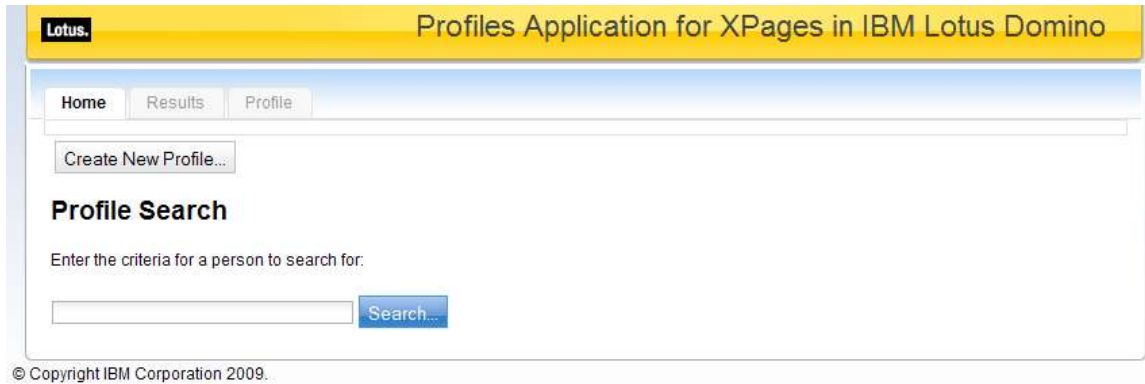 Lotus. Profiles Application for XPages in IBM Lotus Domino
Home Results Profile
Create New Profile...
Profile Search
Enter the criteria for a person to search for:
Search...
© Copyright IBM Corporation 2009.